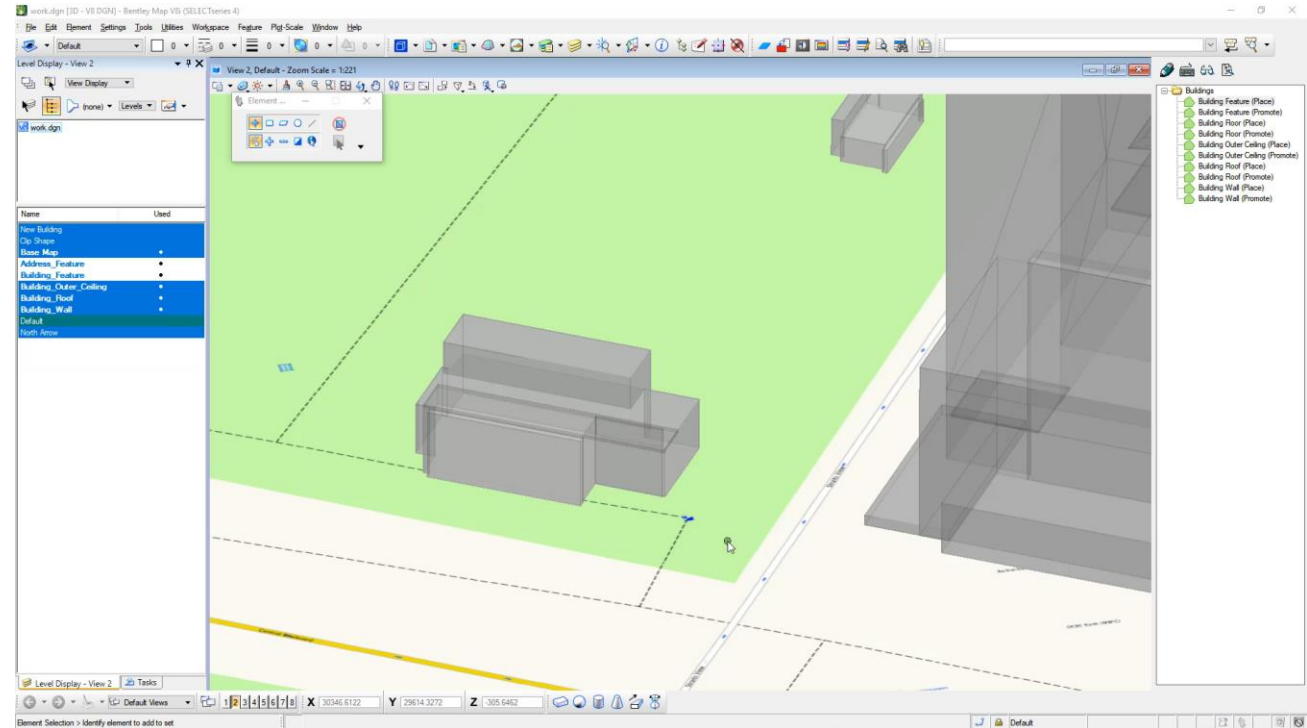 work.dgn [3D - V8 DGN] - Bentley Map V8i (SELECTseries 4)
File Edit Element Settings Tools Utilities Workspace Feature Plgt-Scale Window Help
Default 0 0 0 0 0
Level Display - View 2
View Display
(none) Levels
work.dgn
Name Used
New Building
Clip Shape
Base Map
Address_Feature
Building_Feature
Building_Outer_Ceiling
Building_Roof
Building_Wall
Default
North Arrow
View 2, Default - Zoom Scale = 1:221
Element ...
Buildings
Building Feature (Place)
Building Feature (Promote)
Building Floor (Place)
Building Floor (Promote)
Building Outer Ceiling (Place)
Building Outer Ceiling (Promote)
Building Roof (Place)
Building Roof (Promote)
Building Wall (Place)
Building Wall (Promote)
Level Display - View 2 Tasks
Default Views 1 2 3 4 5 6 7 8 X 30346.6122 Y 29614.3272 Z -305.6462
Element Selection > Identify element to add to set
Default